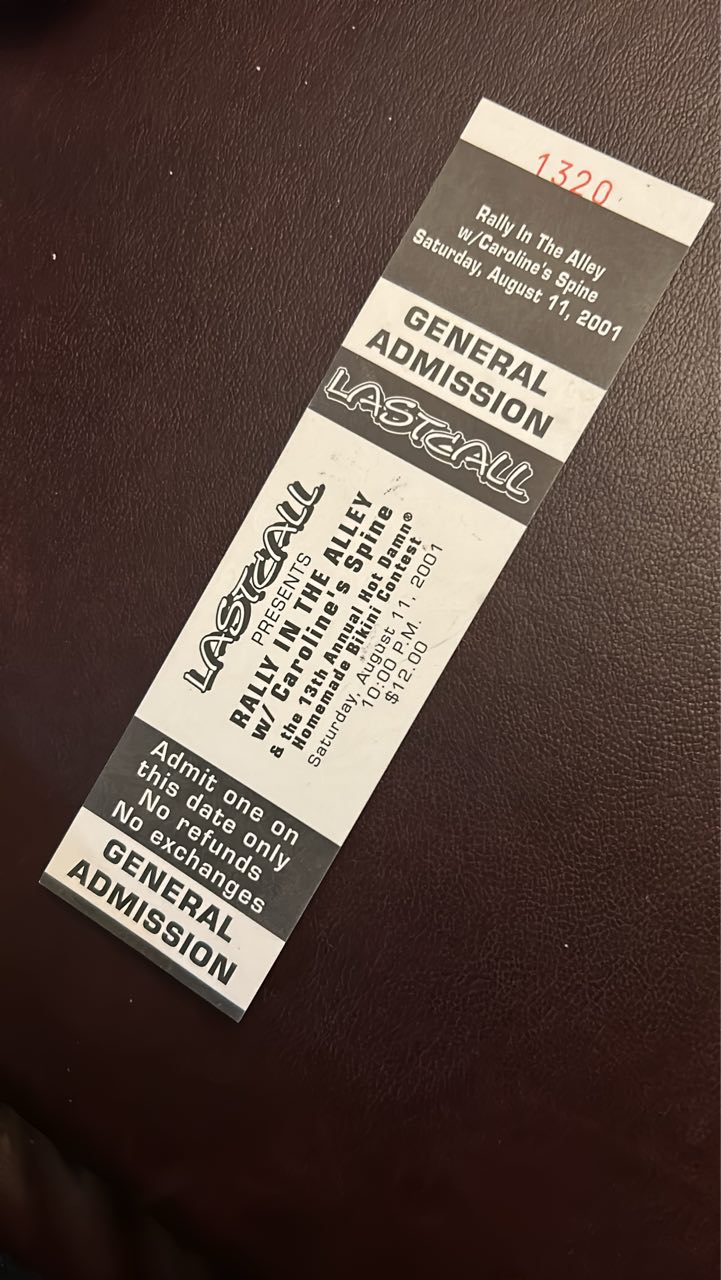 1320
Rally In The Alley
w/Caroline's Spine
Saturday, August 11, 2001
GENERAL
ADMISSION
LASTCALL
LASTCALL
PRESENTS
RALLY IN THE ALLEY
w/ Caroline's Spine
& the 13th Annual Hot Damn®
Homemade Bikini Contest
Saturday, August 11, 2001
10:00 P.M.
$12.00
Admit one on
this date only
No refunds
No exchanges
GENERAL
ADMISSION